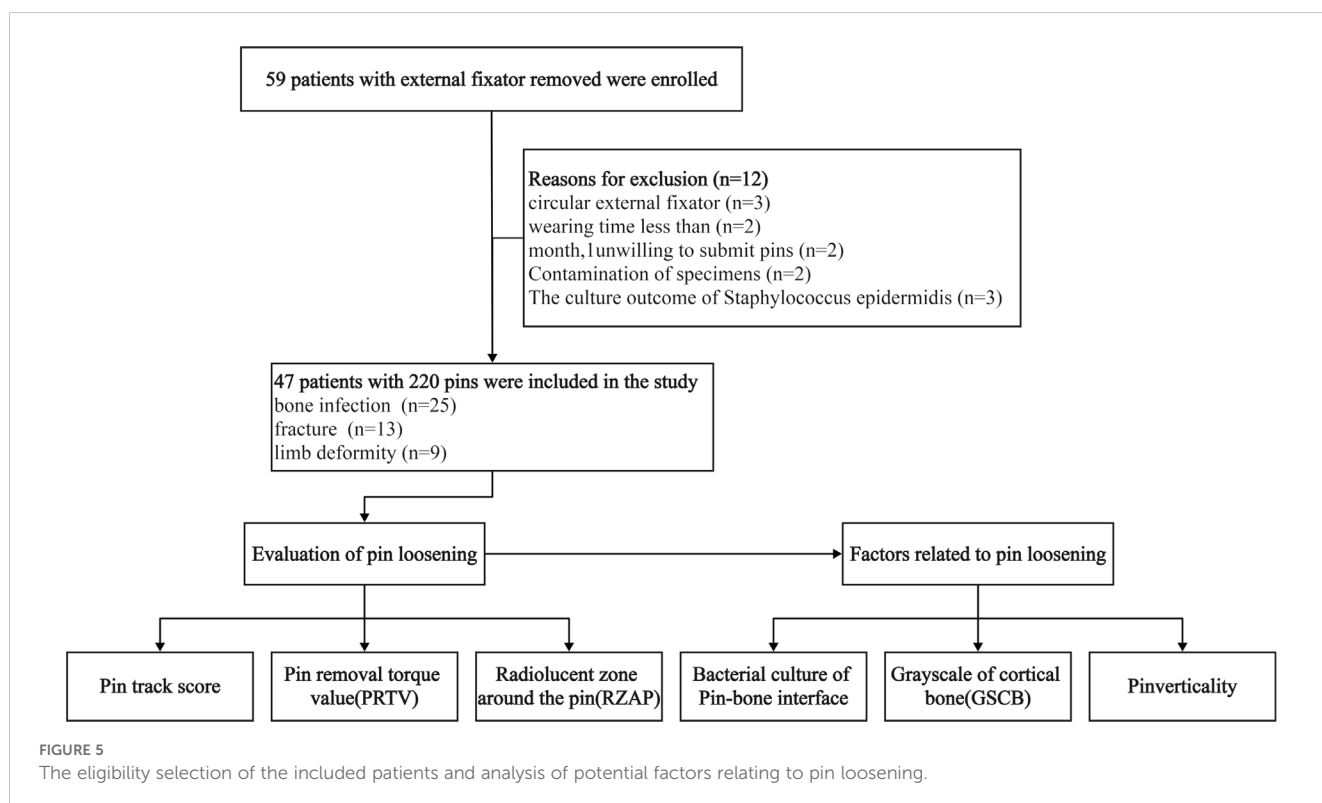 59 patients with external fixator removed were enrolled
Reasons for exclusion (n=12)
circular external fixator (n=3)
wearing time less than (n=2)
month,1unwilling to submit pins (n=2)
Contamination of specimens (n=2)
The culture outcome of Staphylococcus epidermidis (n=3)
47 patients with 220 pins were included in the study
bone infection (n=25)
fracture (n=13)
limb deformity (n=9)
Evaluation of pin loosening
Factors related to pin loosening
Pin track score
Pin removal torque
value(PRTV)
Radiolucent zone
around the pin(RZAP)
Bacterial culture of
Pin-bone interface
Grayscale of cortical
bone(GSCB)
Pinverticality
FIGURE 5
The eligibility selection of the included patients and analysis of potential factors relating to pin loosening.